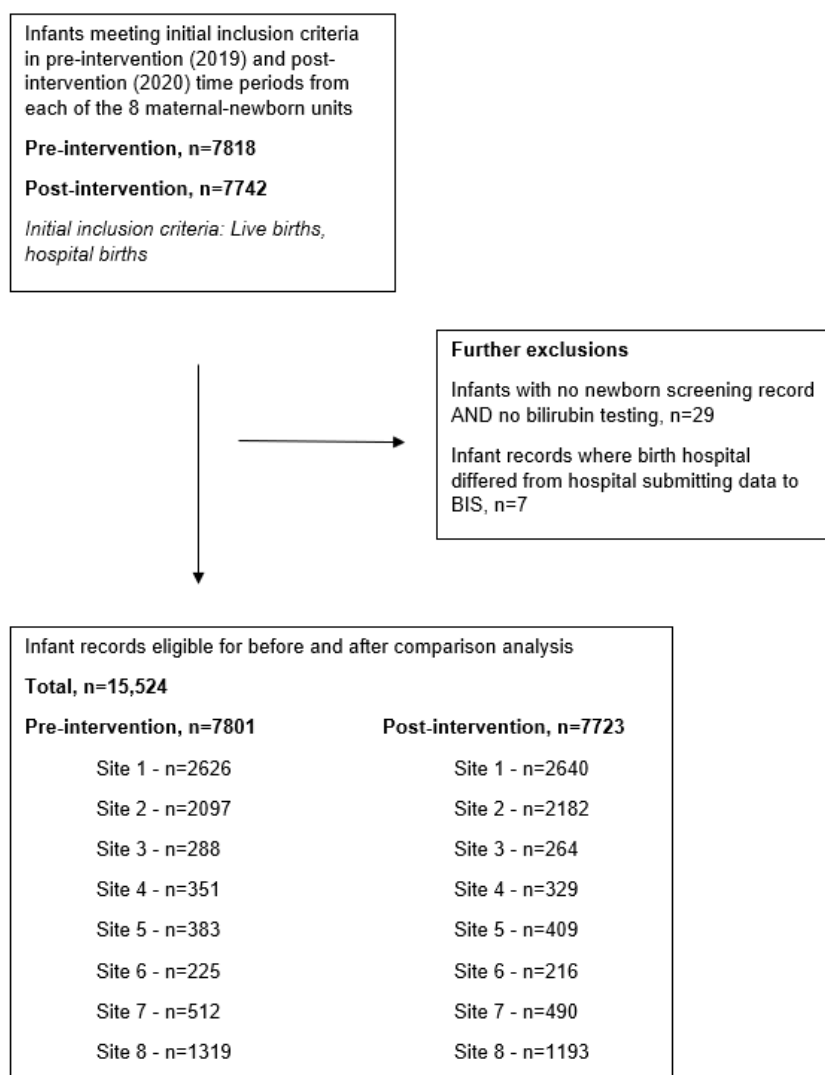 Infants meeting initial inclusion criteria
in pre-intervention (2019) and post-
intervention (2020) time periods from
each of the 8 maternal-newborn units
Pre-intervention, n=7818
Post-intervention, n=7742
Initial inclusion criteria: Live births,
hospital births
Further exclusions
Infants with no newborn screening record
AND no bilirubin testing, n=29
Infant records where birth hospital
differed from hospital submitting data to
BIS, n=7
Infant records eligible for before and after comparison analysis
Total, n=15,524
Pre-intervention, n=7801 Post-intervention, n=7723
Site 1 - n=2626 Site 1 - n=2640
Site 2 - n=2097 Site 2 - n=2182
Site 3 - n=288 Site 3 - n=264
Site 4 - n=351 Site 4 - n=329
Site 5 - n=383 Site 5 - n=409
Site 6 - n=225 Site 6 - n=216
Site 7 - n=512 Site 7 - n=490
Site 8 - n=1319 Site 8 - n=1193